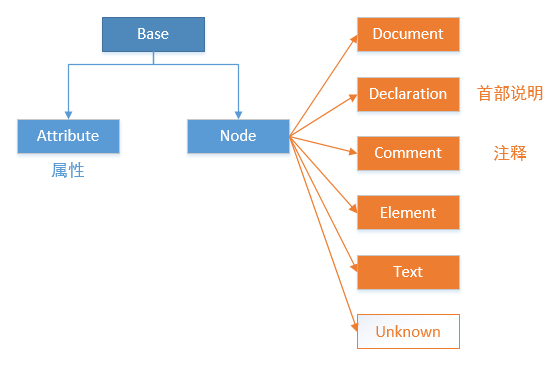 Base
Attribute
属性
Node
Document
Declaration
首部说明
Comment
注释
Element
Text
Unknown